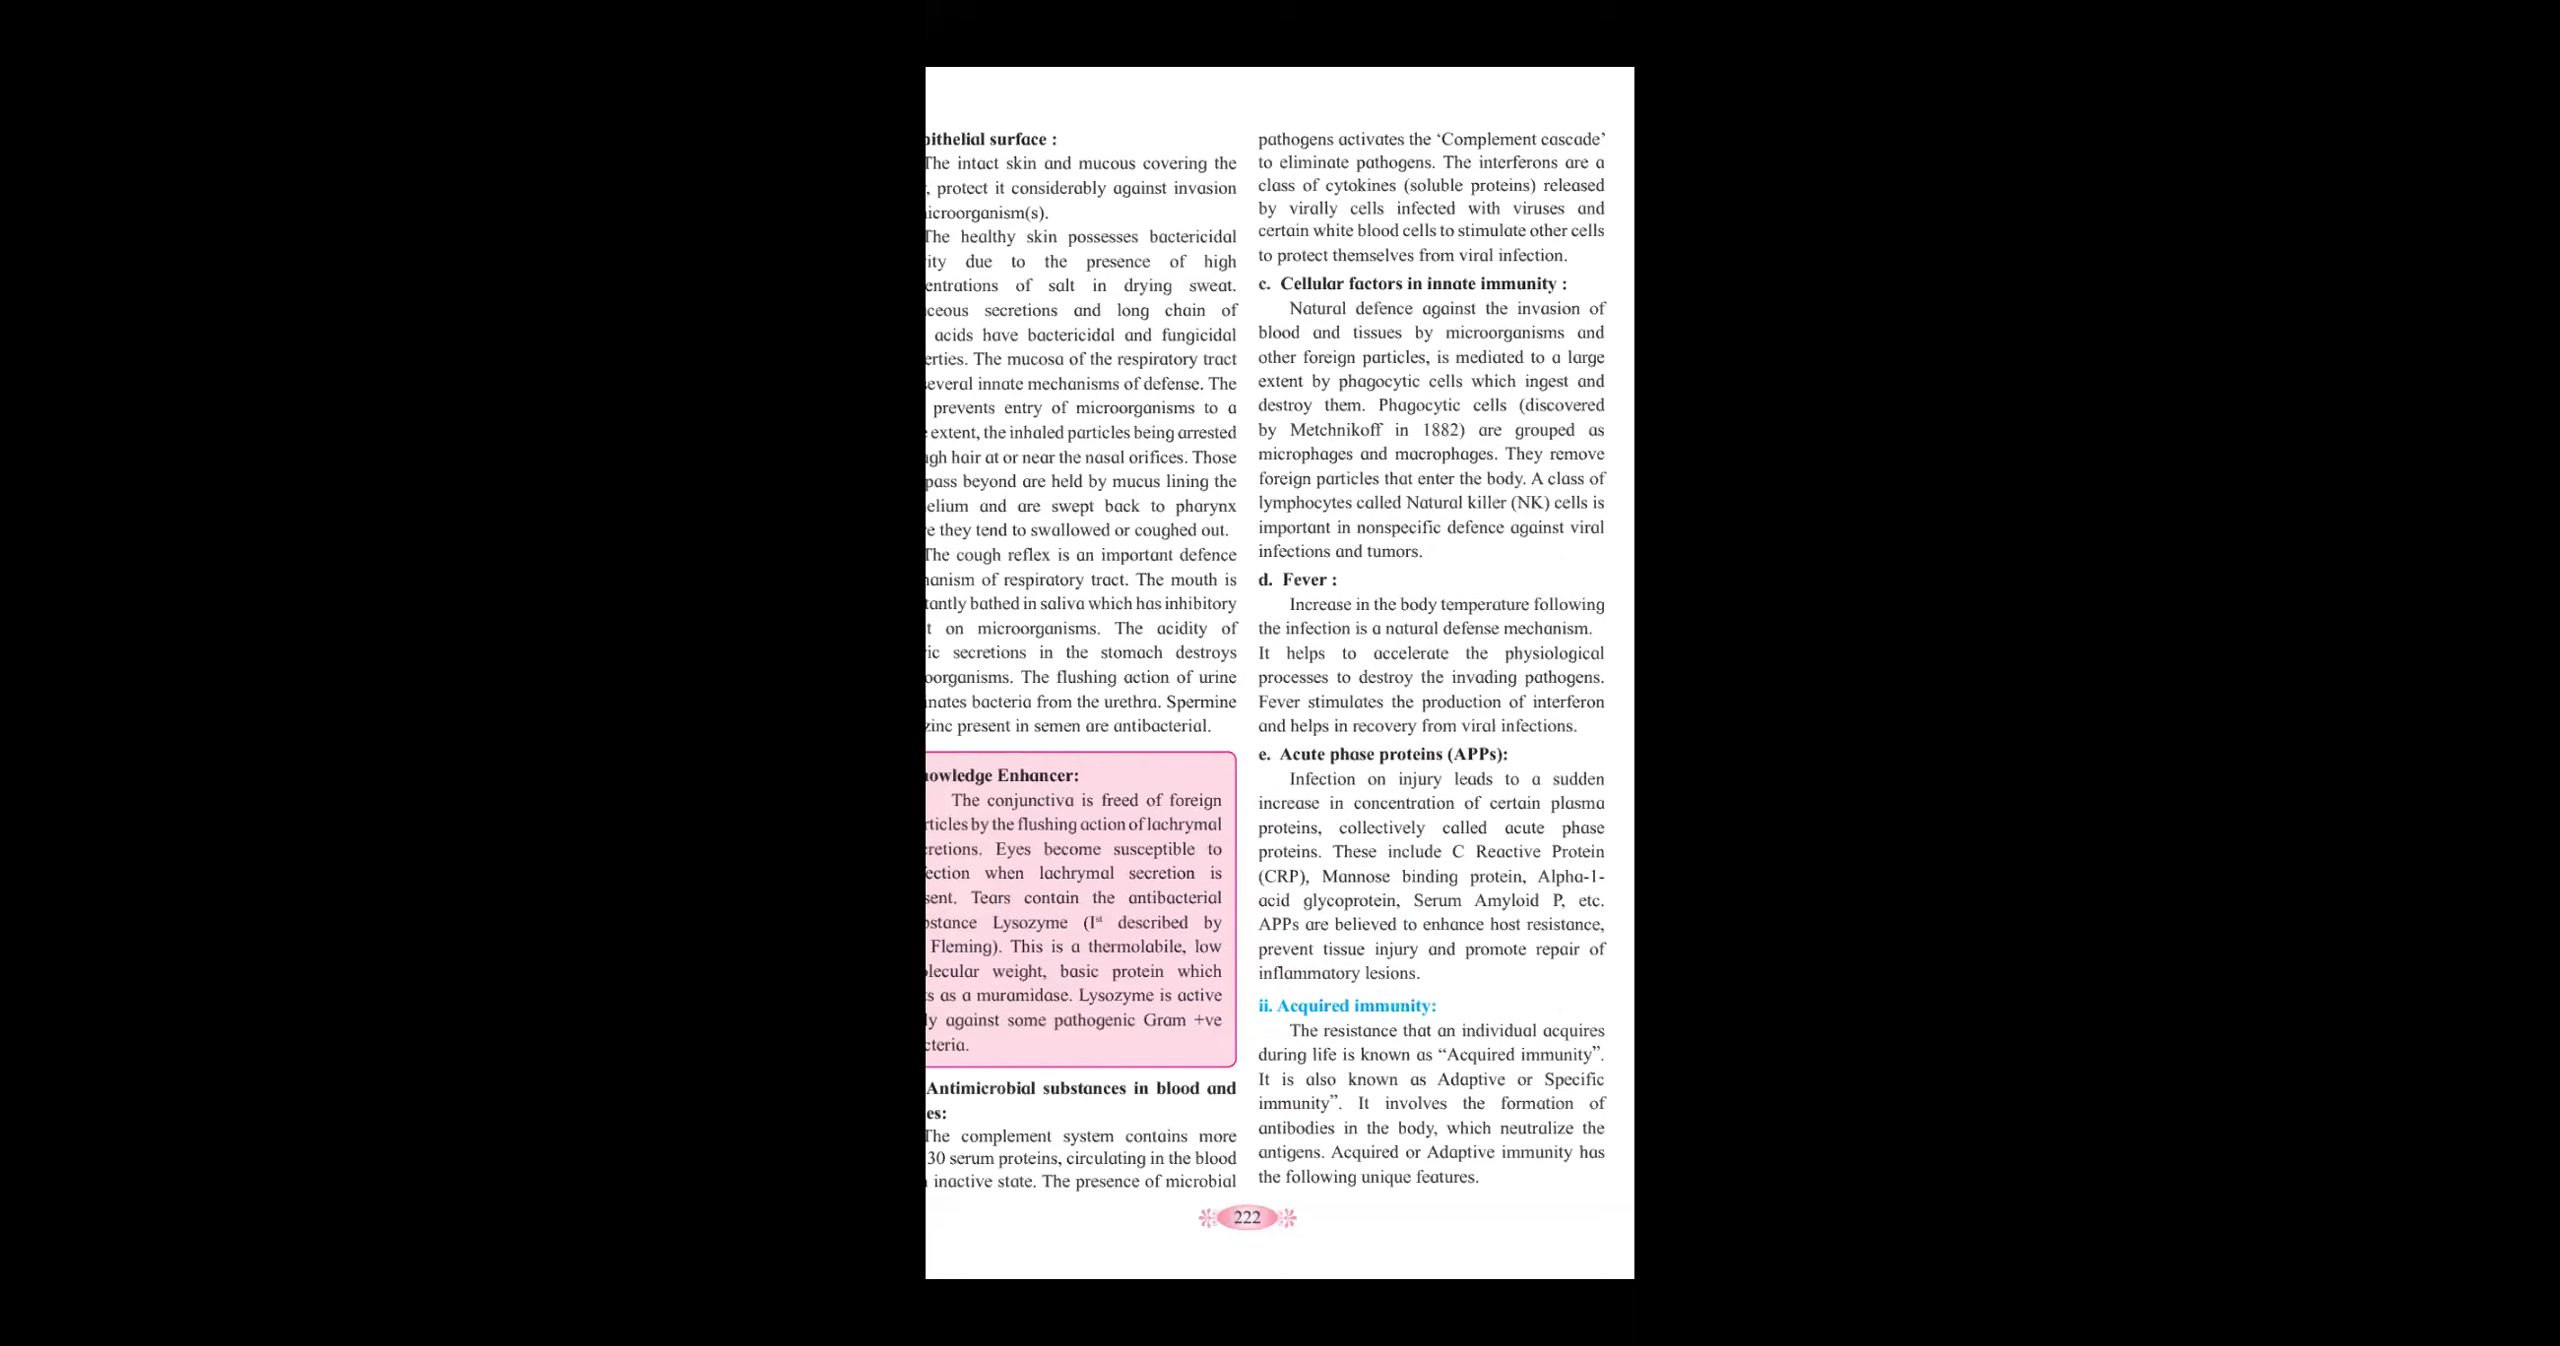 pithelial surface :
The intact skin and mucous covering the
, protect it considerably against invasion
icroorganism(s).
The healthy skin possesses bactericidal
ity due to the presence of high
entrations of salt in drying sweat.
ceous secretions and long chain of
acids have bactericidal and fungicidal
erties. The mucosa of the respiratory tract
several innate mechanisms of defense. The
prevents entry of microorganisms to a
extent, the inhaled particles being arrested
gh hair at or near the nasal orifices. Those
pass beyond are held by mucus lining the
elium and are swept back to pharynx
e they tend to swallowed or coughed out.
The cough reflex is an important defence
anism of respiratory tract. The mouth is
tantly bathed in saliva which has inhibitory
t on microorganisms. The acidity of
ric secretions in the stomach destroys
oorganisms. The flushing action of urine
inates bacteria from the urethra. Spermine
zinc present in semen are antibacterial.
nowledge Enhancer:
The conjunctiva is freed of foreign
rticles by the flushing action of lachrymal
cretions. Eyes become susceptible to
ection when lachrymal secretion is
sent. Tears contain the antibacterial
bstance Lysozyme (Ist described by
Fleming). This is a thermolabile, low
olecular weight, basic protein which
ts as a muramidase. Lysozyme is active
ly against some pathogenic Gram +ve
cteria.
Antimicrobial substances in blood and
es:
The complement system contains more
30 serum proteins, circulating in the blood
inactive state. The presence of microbial
pathogens activates the ‘Complement cascade’
to eliminate pathogens. The interferons are a
class of cytokines (soluble proteins) released
by virally cells infected with viruses and
certain white blood cells to stimulate other cells
to protect themselves from viral infection.
c. Cellular factors in innate immunity :
Natural defence against the invasion of
blood and tissues by microorganisms and
other foreign particles, is mediated to a large
extent by phagocytic cells which ingest and
destroy them. Phagocytic cells (discovered
by Metchnikoff in 1882) are grouped as
microphages and macrophages. They remove
foreign particles that enter the body. A class of
lymphocytes called Natural killer (NK) cells is
important in nonspecific defence against viral
infections and tumors.
d. Fever :
Increase in the body temperature following
the infection is a natural defense mechanism.
It helps to accelerate the physiological
processes to destroy the invading pathogens.
Fever stimulates the production of interferon
and helps in recovery from viral infections.
e. Acute phase proteins (APPs):
Infection on injury leads to a sudden
increase in concentration of certain plasma
proteins, collectively called acute phase
proteins. These include C Reactive Protein
(CRP), Mannose binding protein, Alpha-1-
acid glycoprotein, Serum Amyloid P, etc.
APPs are believed to enhance host resistance,
prevent tissue injury and promote repair of
inflammatory lesions.
ii. Acquired immunity:
The resistance that an individual acquires
during life is known as “Acquired immunity”.
It is also known as Adaptive or Specific
immunity”. It involves the formation of
antibodies in the body, which neutralize the
antigens. Acquired or Adaptive immunity has
the following unique features.
222